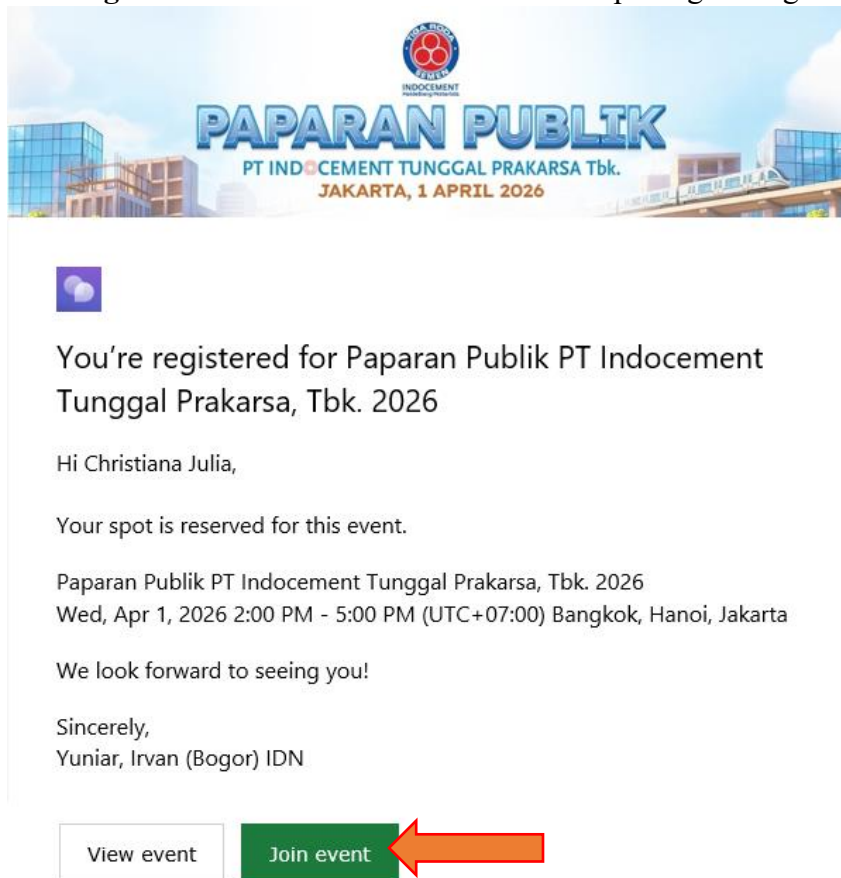 TIGA RODA
SEMEN
INDOCEMENT
PAPARAN PUBLIK
PT INDOCEMENT TUNGGAL PRAKARSA Tbk.
JAKARTA, 1 APRIL 2026
You're registered for Paparan Publik PT Indocement
Tunggal Prakarsa, Tbk. 2026
Hi Christiana Julia,
Your spot is reserved for this event.
Paparan Publik PT Indocement Tunggal Prakarsa, Tbk. 2026
Wed, Apr 1, 2026 2:00 PM - 5:00 PM (UTC+07:00) Bangkok, Hanoi, Jakarta
We look forward to seeing you!
Sincerely,
Yuniar, Irvan (Bogor) IDN
View event
Join event